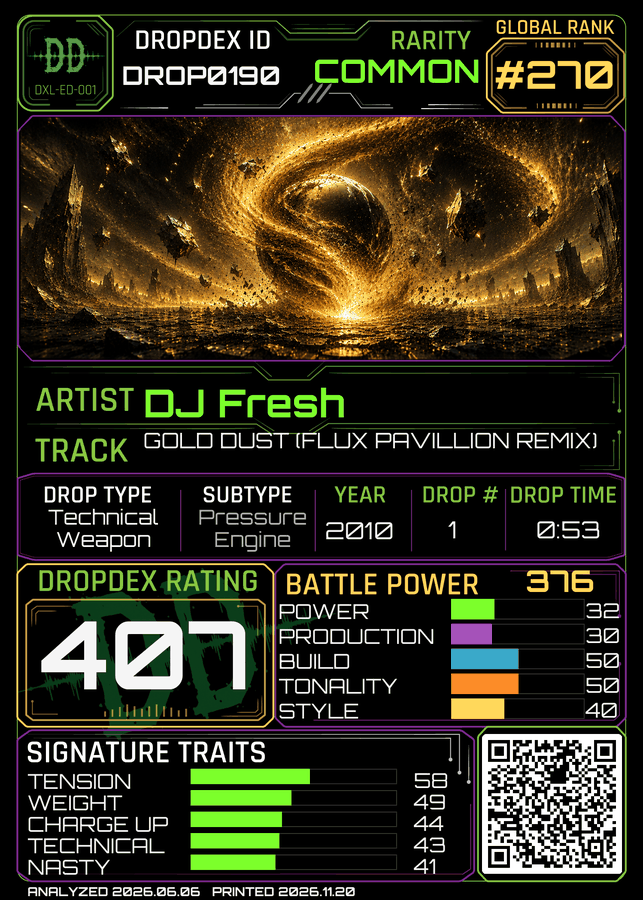 DD
DXL-ED-001
DROPDEX ID
DROP0190
RARITY
COMMON
GLOBAL RANK
#270
ARTIST DJ Fresh
TRACK GOLD DUST (FLUX PAVILLION REMIX)
DROP TYPE
Technical
Weapon
SUBTYPE
Pressure
Engine
YEAR
2010
DROP #
1
DROP TIME
0:53
DROPDEX RATING
407
BATTLE POWER 376
POWER 32
PRODUCTION 30
BUILD 50
TONALITY 50
STYLE 40
SIGNATURE TRAITS
TENSION 58
WEIGHT 49
CHARGE UP 44
TECHNICAL 43
NASTY 41
ANALYZED 2026.06.06 PRINTED 2026.11.20